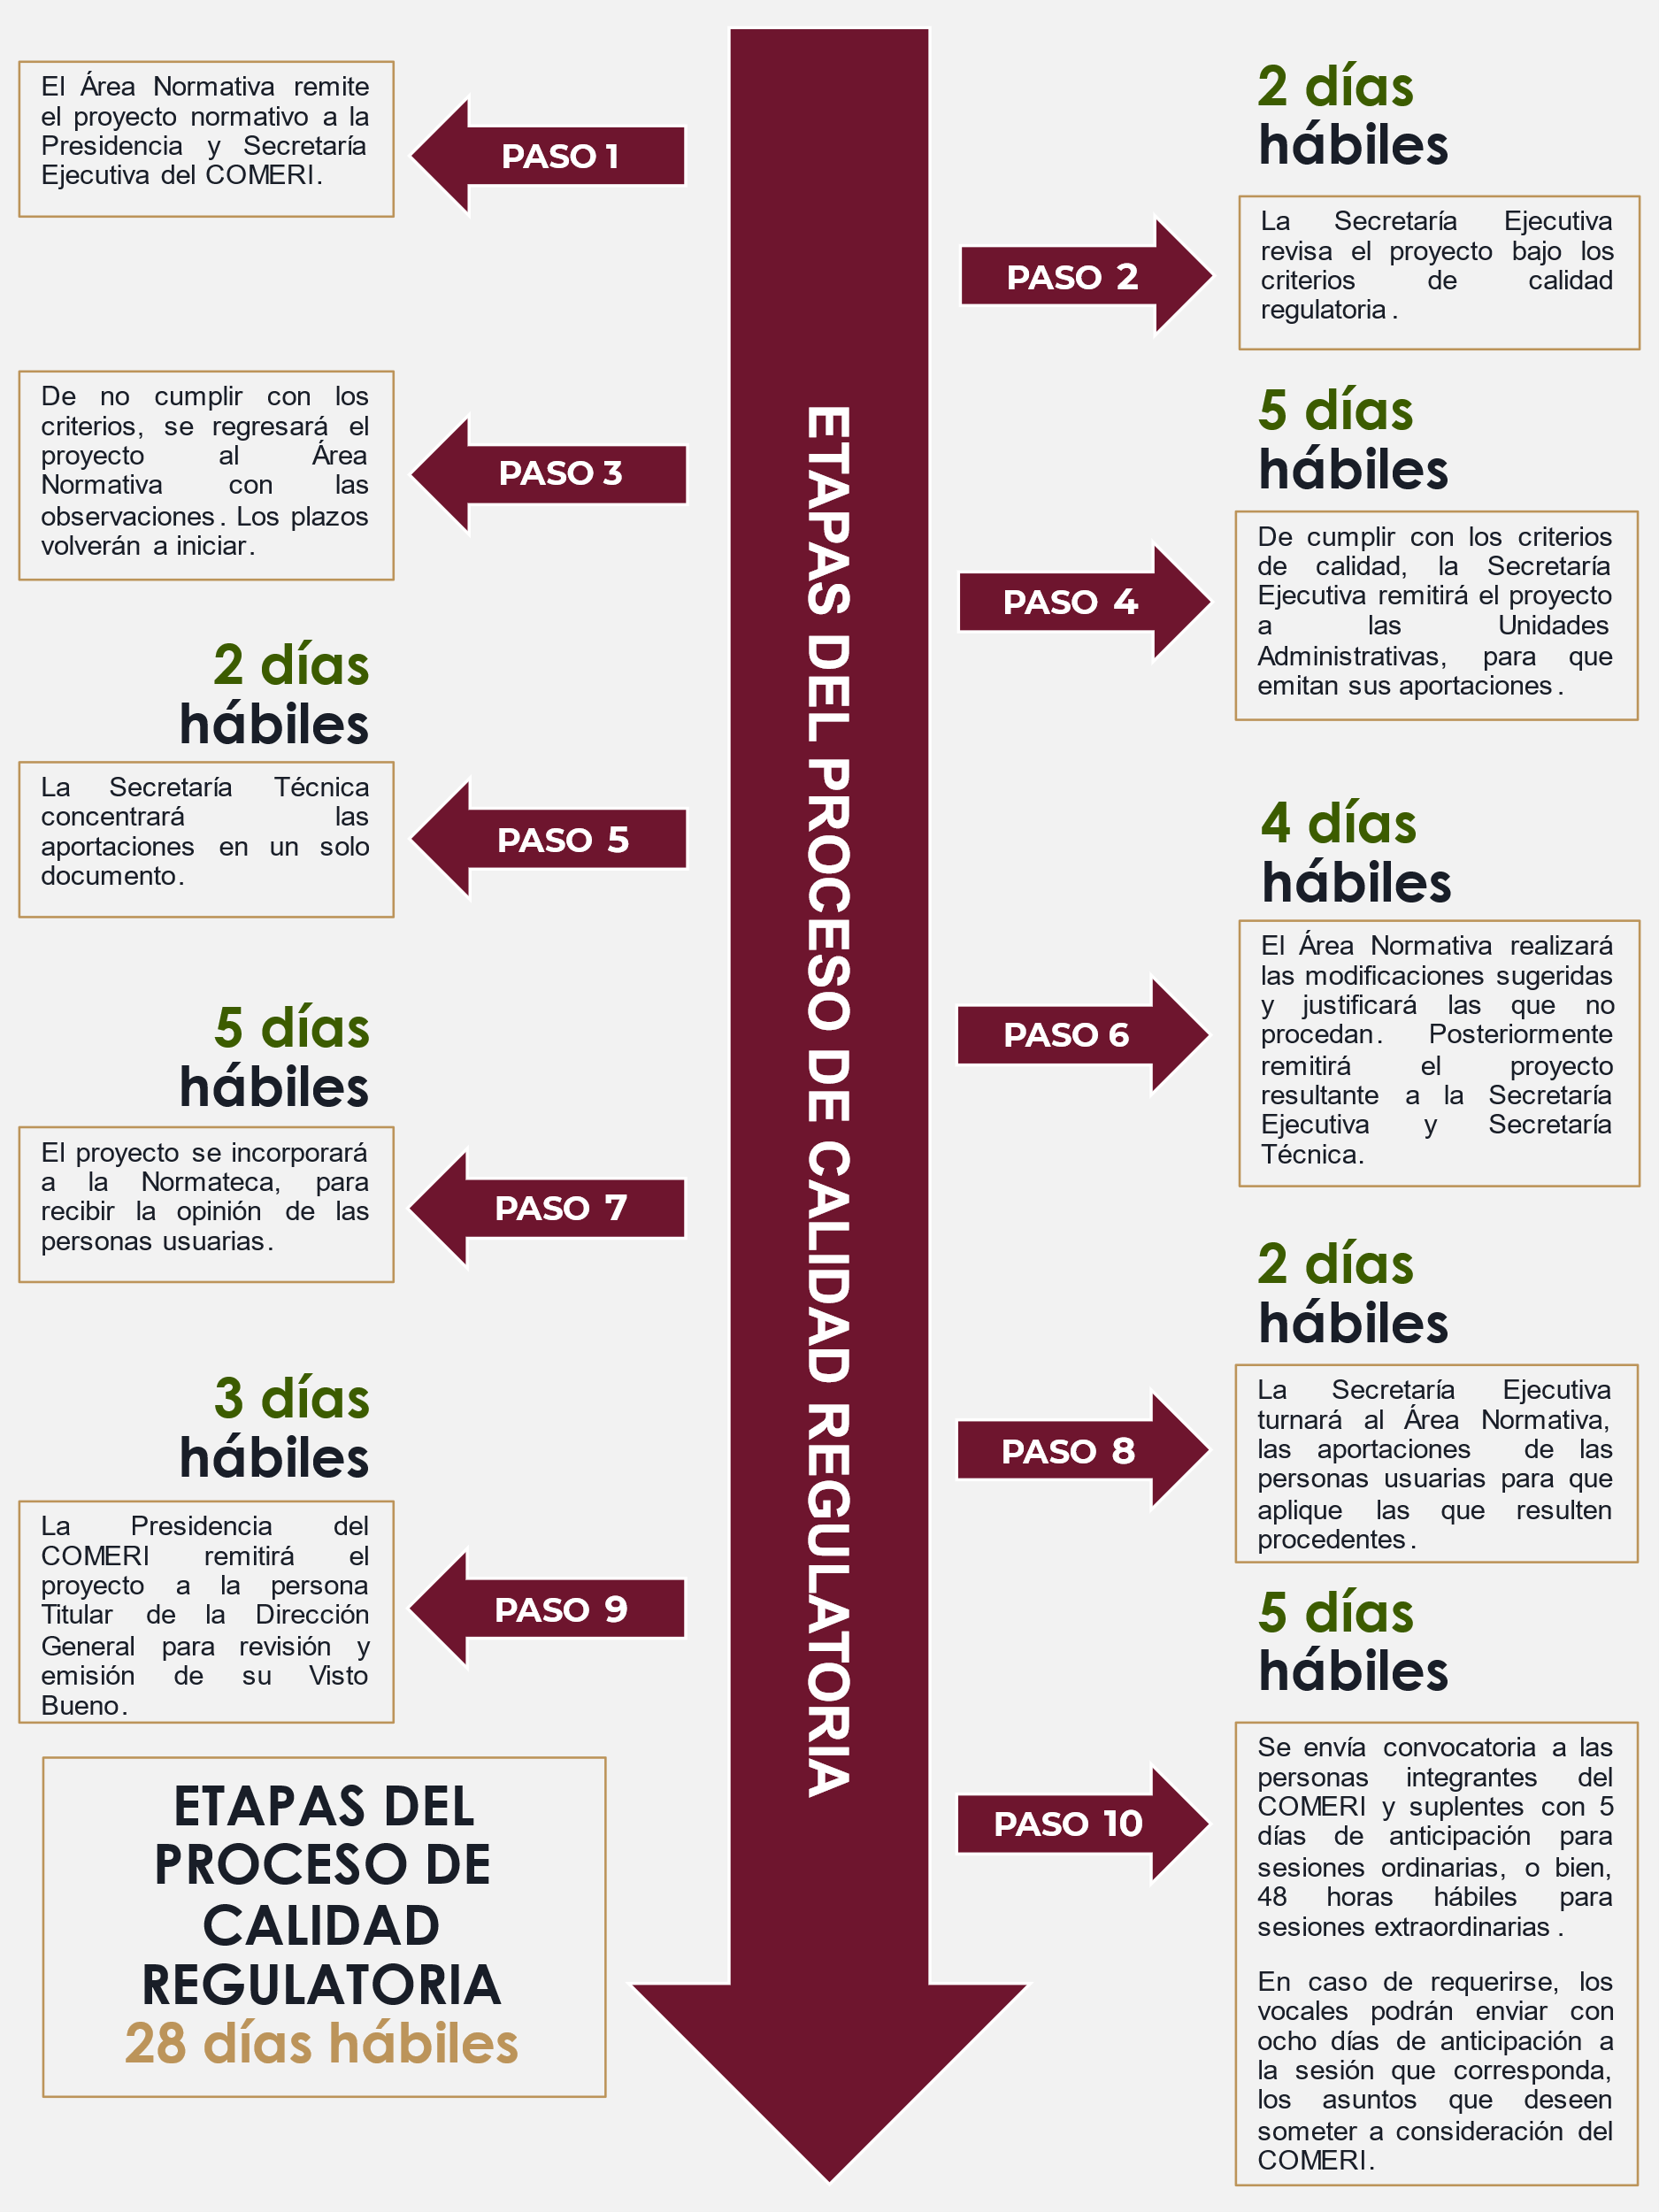 El Área Normativa remite
el proyecto normativo a la
Presidencia y Secretaría
Ejecutiva del COMERI.
PASO 1
2 días
hábiles
La Secretaría Ejecutiva
revisa el proyecto bajo los
criterios de calidad
regulatoria.
PASO 2
De no cumplir con los
criterios, se regresará el
proyecto al Área
Normativa con las
observaciones. Los plazos
volverán a iniciar.
PASO 3
5 días
hábiles
De cumplir con los criterios
de calidad, la Secretaría
Ejecutiva remitirá el proyecto
a las Unidades
Administrativas, para que
emitan sus aportaciones.
PASO 4
2 días
hábiles
La Secretaría Técnica
concentrará las
aportaciones en un solo
documento.
PASO 5
4 días
hábiles
El Área Normativa realizará
las modificaciones sugeridas
y justificará las que no
procedan. Posteriormente
remitirá el proyecto
resultante a la Secretaría
Ejecutiva y Secretaría
Técnica.
PASO 6
5 días
hábiles
El proyecto se incorporará
a la Normateca, para
recibir la opinión de las
personas usuarias.
PASO 7
2 días
hábiles
La Secretaría Ejecutiva
turnará al Área Normativa,
las aportaciones de las
personas usuarias para que
aplique las que resulten
procedentes.
PASO 8
3 días
hábiles
La Presidencia del
COMERI remitirá el
proyecto a la persona
Titular de la Dirección
General para revisión y
emisión de su Visto
Bueno.
PASO 9
5 días
hábiles
Se envía convocatoria a las
personas integrantes del
COMERI y suplentes con 5
días de anticipación para
sesiones ordinarias, o bien,
48 horas hábiles para
sesiones extraordinarias.
En caso de requerirse, los
vocales podrán enviar con
ocho días de anticipación a
la sesión que corresponda,
los asuntos que deseen
someter a consideración del
COMERI.
PASO 10
ETAPAS DEL PROCESO DE CALIDAD REGULATORIA
ETAPAS DEL
PROCESO DE
CALIDAD
REGULATORIA
28 días hábiles